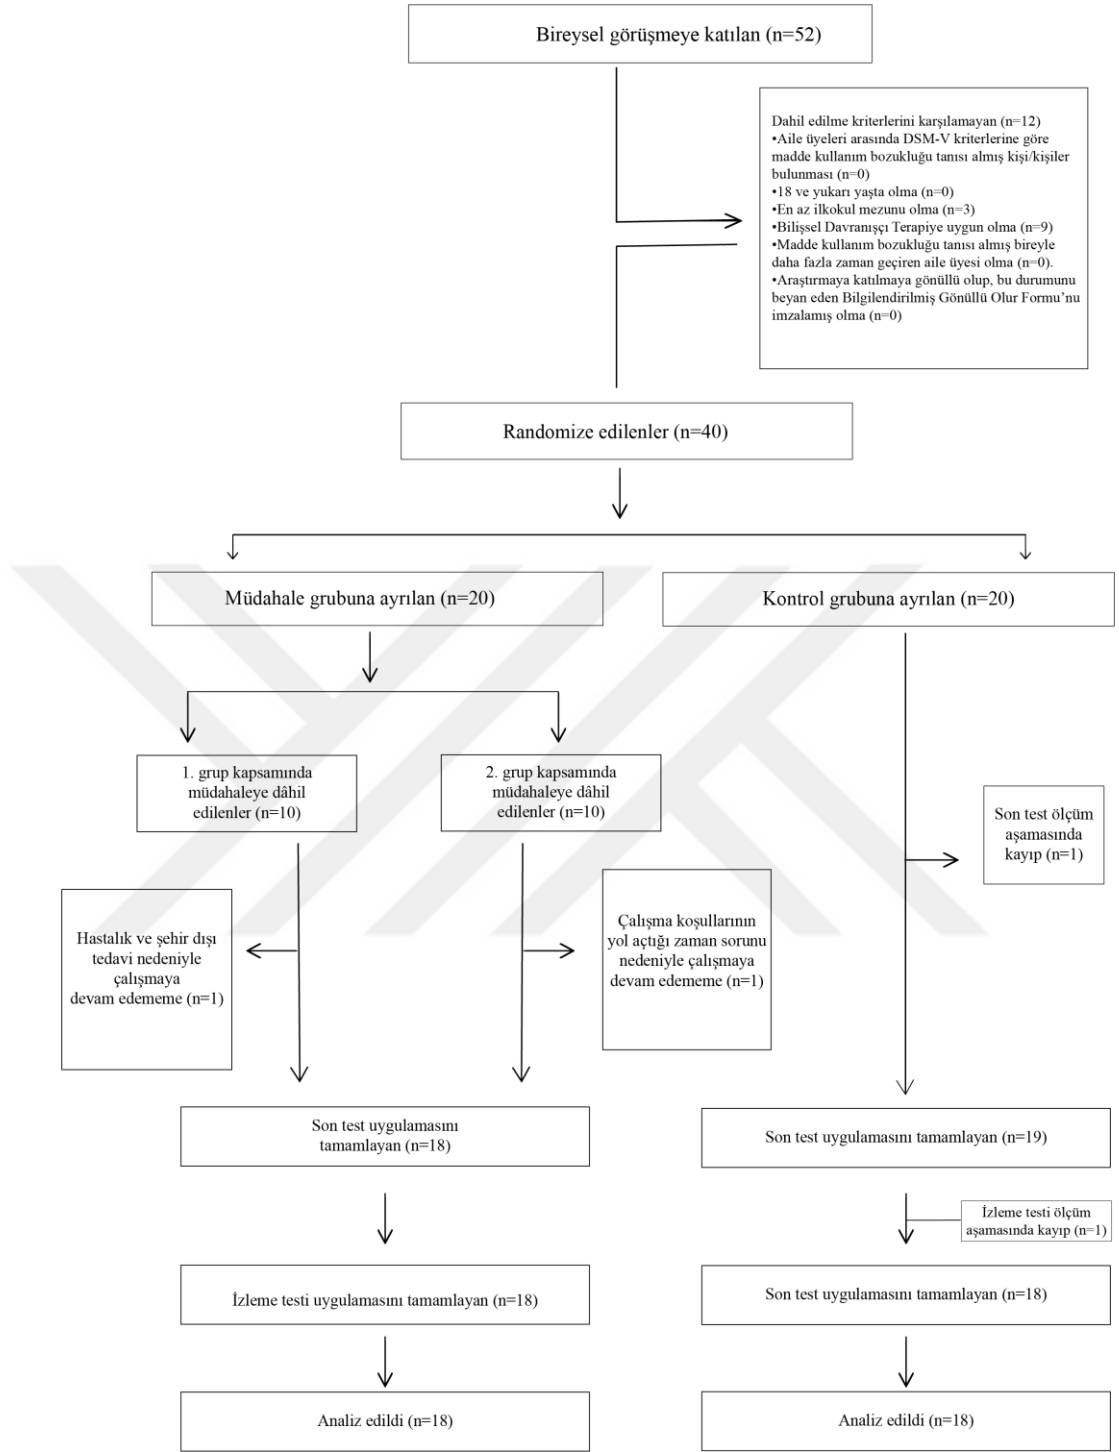 Bireysel görüşmeye katılan (n=52)
Dahil edilme kriterlerini karşılamayan (n=12)
•Aile üyeleri arasında DSM-V kriterlerine göre
madde kullanım bozukluğu tanısı almış kişi/kişiler
bulunması (n=0)
•18 ve yukarı yaşta olma (n=0)
•En az ilkokul mezunu olma (n=3)
•Bilişsel Davranışçı Terapiye uygun olma (n=9)
•Madde kullanım bozukluğu tanısı almış bireyle
daha fazla zaman geçiren aile üyesi olma (n=0).
•Araştırmaya katılmaya gönüllü olup, bu durumunu
beyan eden Bilgilendirilmiş Gönüllü Olur Formu’nu
imzalamış olma (n=0)
Randomize edilenler (n=40)
Müdahale grubuna ayrılan (n=20)
Kontrol grubuna ayrılan (n=20)
1. grup kapsamında
müdahaleye dâhil
edilenler (n=10)
2. grup kapsamında
müdahaleye dâhil
edilenler (n=10)
Son test ölçüm
aşamasında
kayıp (n=1)
Hastalık ve şehir dışı
tedavi nedeniyle
çalışmaya
devam edememe (n=1)
Çalışma koşullarının
yol açtığı zaman sorunu
nedeniyle çalışmaya
devam edememe (n=1)
Son test uygulamasını
tamamlayan (n=18)
Son test uygulamasını tamamlayan (n=19)
İzleme testi ölçüm
aşamasında kayıp (n=1)
İzleme testi uygulamasını tamamlayan (n=18)
Son test uygulamasını tamamlayan (n=18)
Analiz edildi (n=18)
Analiz edildi (n=18)